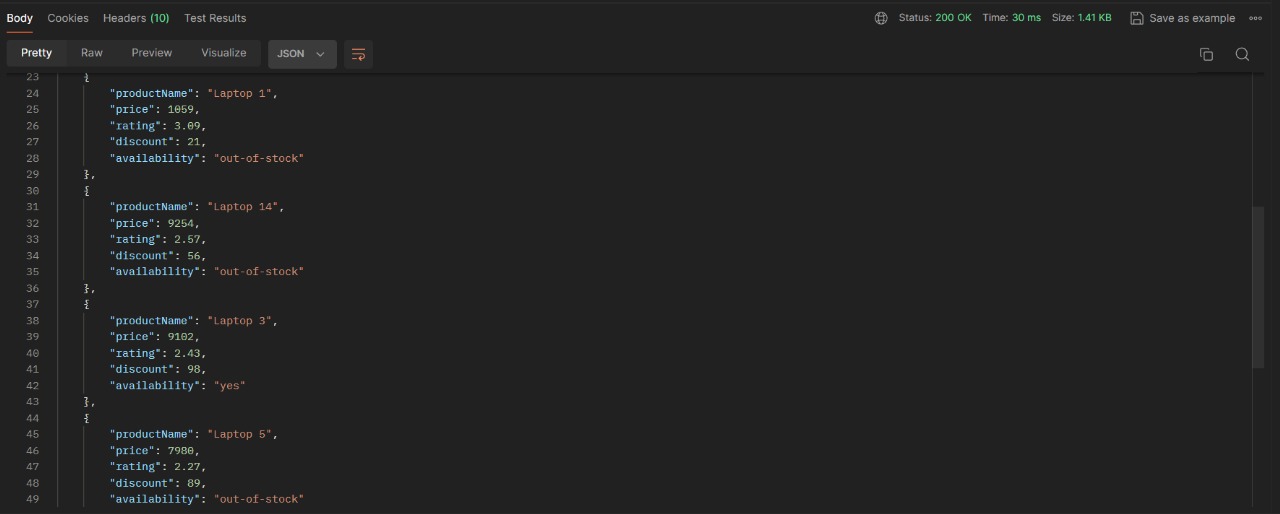 Body Cookies Headers (10) Test Results Status: 200 OK Time: 30 ms Size: 1.41 KB Save as example
Pretty Raw Preview Visualize JSON
23 {
24 "productName": "Laptop 1",
25 "price": 1059,
26 "rating": 3.09,
27 "discount": 21,
28 "availability": "out-of-stock"
29 },
30 {
31 "productName": "Laptop 14",
32 "price": 9254,
33 "rating": 2.57,
34 "discount": 56,
35 "availability": "out-of-stock"
36 },
37 {
38 "productName": "Laptop 3",
39 "price": 9102,
40 "rating": 2.43,
41 "discount": 98,
42 "availability": "yes"
43 },
44 {
45 "productName": "Laptop 5",
46 "price": 7980,
47 "rating": 2.27,
48 "discount": 89,
49 "availability": "out-of-stock"